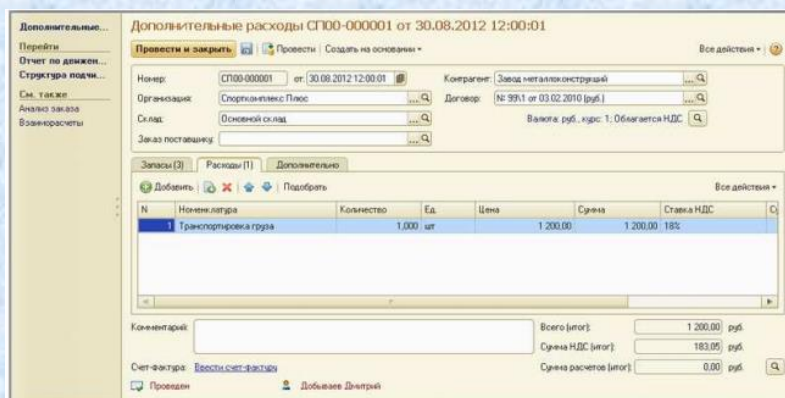 Дополнительные...
Перейти
Отчет по движен...
Структура подчи...
См. также
Анализ заказа
Взаиморасчеты
Дополнительные расходы СП00-000001 от 30.08.2012 12:00:01
Провести и закрыть Провести Создать на основании Все действия
Номер: СП00-000001 от: 30.08.2012 12:00:01 Контрагент: Завод металлоконструкций
Организация: Спорткомплекс Плюс Договор: № 99\1 от 03.02.2010 (руб.)
Склад: Основной склад Валюта: руб., курс: 1; Облагается НДС
Заказ поставщику:
Запасы (3) Расходы (1) Дополнительно
Добавить Подобрать Все действия
N Номенклатура Количество Ед. Цена Сумма Ставка НДС Су
1 Транспортировка груза 1,000 шт 1 200,00 1 200,00 18%
Комментарий: Всего (итог): 1 200,00 руб.
Сумма НДС (итог): 183,05 руб.
Счет-фактура: Ввести счет-фактуру Сумма расчетов (итог): 0,00 руб.
Проведен Добываев Дмитрий